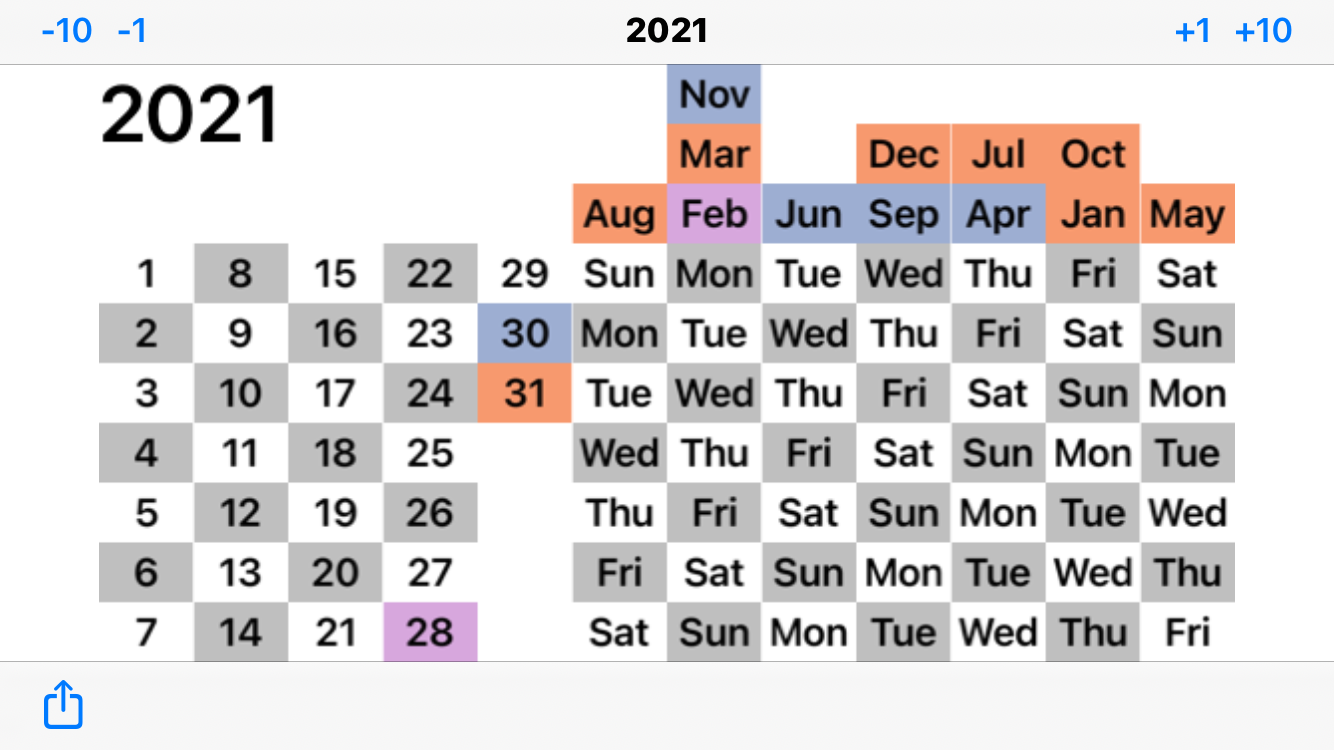 -10 -1 2021 +1 +10
2021 Nov
Mar Dec Jul Oct
Aug Feb Jun Sep Apr Jan May
1 8 15 22 29 Sun Mon Tue Wed Thu Fri Sat
2 9 16 23 30 Mon Tue Wed Thu Fri Sat Sun
3 10 17 24 31 Tue Wed Thu Fri Sat Sun Mon
4 11 18 25 Wed Thu Fri Sat Sun Mon Tue
5 12 19 26 Thu Fri Sat Sun Mon Tue Wed
6 13 20 27 Fri Sat Sun Mon Tue Wed Thu
7 14 21 28 Sat Sun Mon Tue Wed Thu Fri